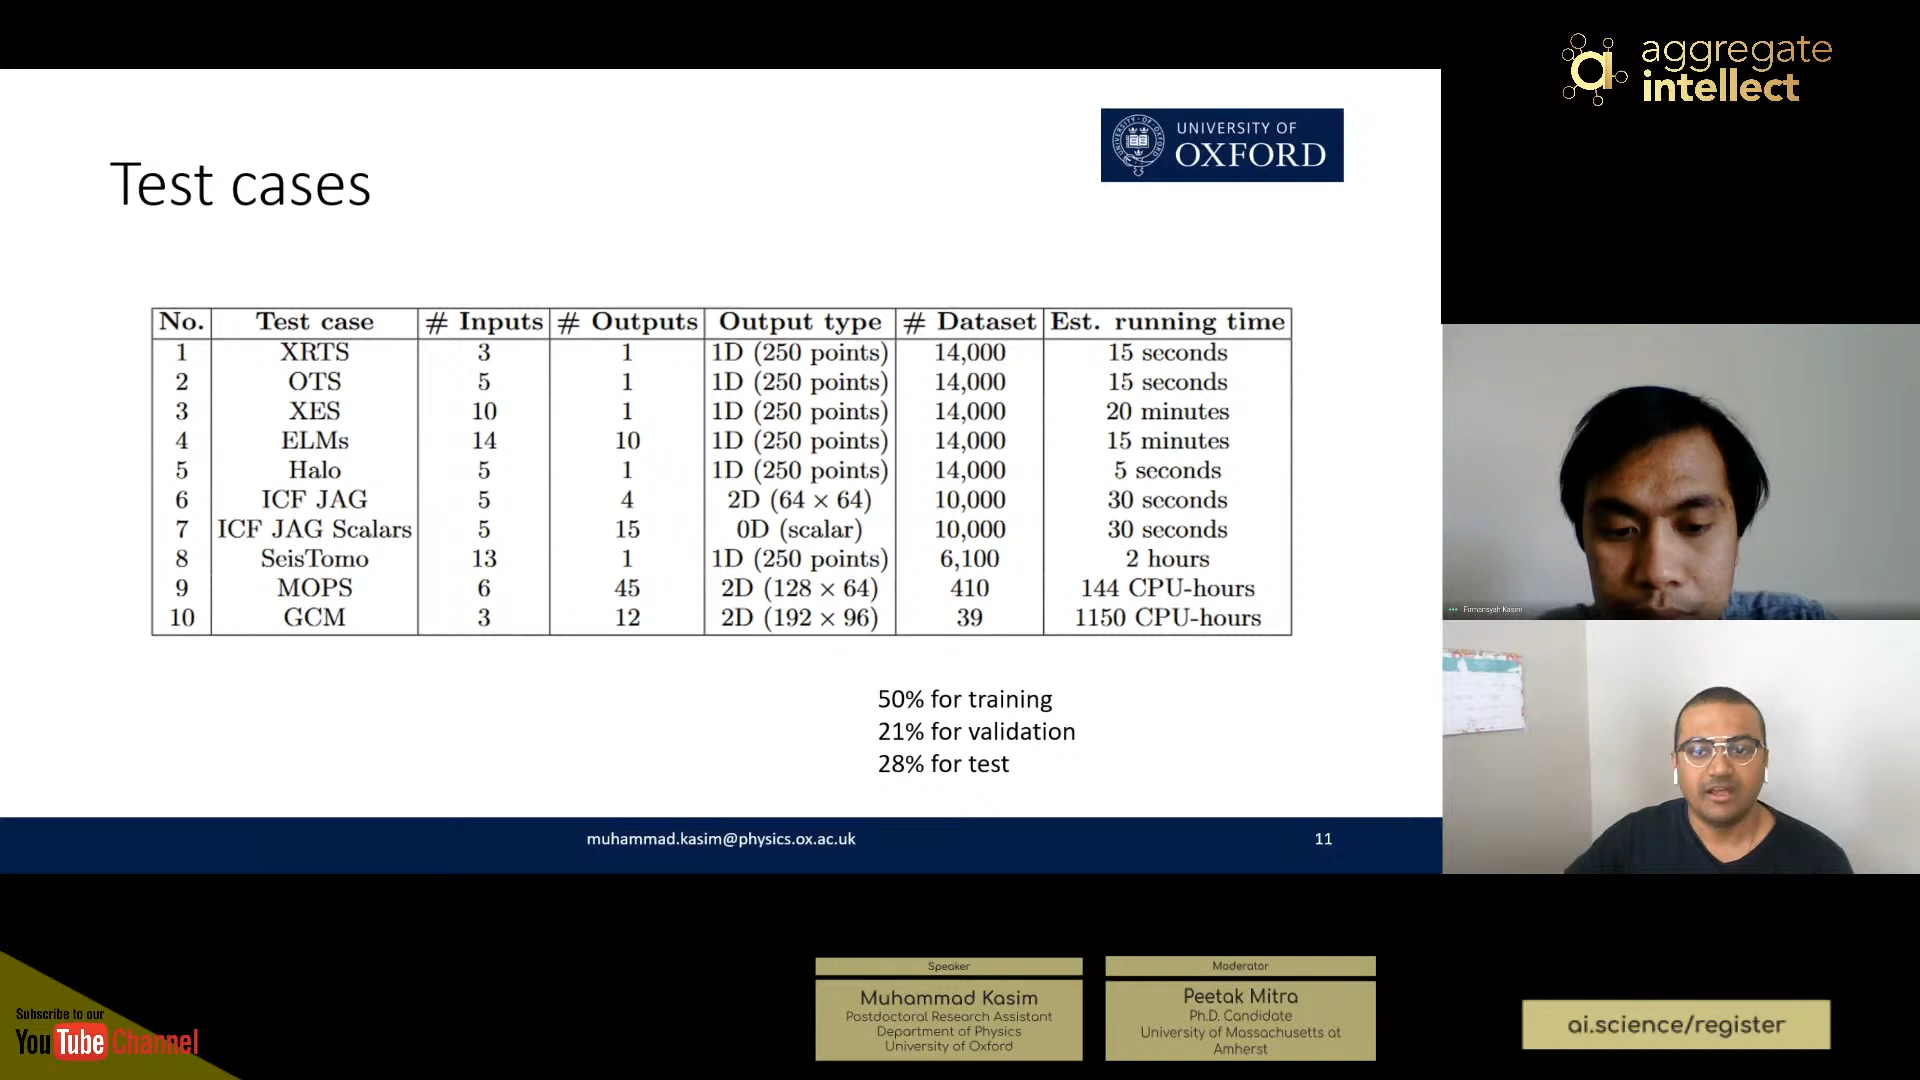 aggregate
intellect
UNIVERSITY OF
OXFORD
Test cases
No. Test case # Inputs # Outputs Output type # Dataset Est. running time
1 XRTS 3 1 1D (250 points) 14,000 15 seconds
2 OTS 5 1 1D (250 points) 14,000 15 seconds
3 XES 10 1 1D (250 points) 14,000 20 minutes
4 ELMs 14 10 1D (250 points) 14,000 15 minutes
5 Halo 5 1 1D (250 points) 14,000 5 seconds
6 ICF JAG 5 4 2D (64 × 64) 10,000 30 seconds
7 ICF JAG Scalars 5 15 0D (scalar) 10,000 30 seconds
8 SeisTomo 13 1 1D (250 points) 6,100 2 hours
9 MOPS 6 45 2D (128 × 64) 410 144 CPU-hours
10 GCM 3 12 2D (192 × 96) 39 1150 CPU-hours
50% for training
21% for validation
28% for test
muhammad.kasim@physics.ox.ac.uk 11
Firmansyah Kasim
Speaker
Muhammad Kasim
Postdoctoral Research Assistant
Department of Physics
University of Oxford
Moderator
Peetak Mitra
Ph.D. Candidate
University of Massachusetts at
Amherst
ai.science/register
Subscribe to our
YouTube Channel